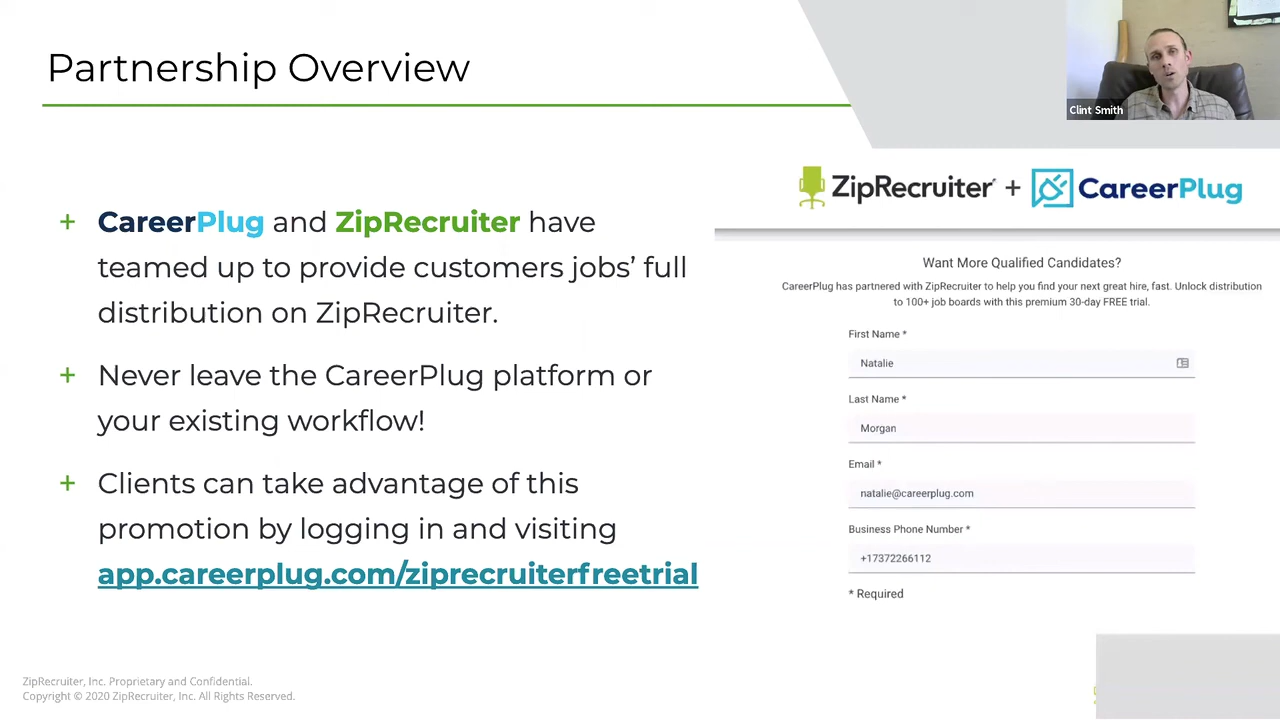 Partnership Overview
Clint Smith
ZipRecruiter + CareerPlug
+ CareerPlug and ZipRecruiter have
teamed up to provide customers jobs’ full
distribution on ZipRecruiter.
+ Never leave the CareerPlug platform or
your existing workflow!
+ Clients can take advantage of this
promotion by logging in and visiting
app.careerplug.com/ziprecruiterfreetrial
Want More Qualified Candidates?
CareerPlug has partnered with ZipRecruiter to help you find your next great hire, fast. Unlock distribution
to 100+ job boards with this premium 30-day FREE trial.
First Name *
Natalie
Last Name *
Morgan
Email *
natalie@careerplug.com
Business Phone Number *
+17372266112
* Required
ZipRecruiter, Inc. Proprietary and Confidential.
Copyright © 2020 ZipRecruiter, Inc. All Rights Reserved.